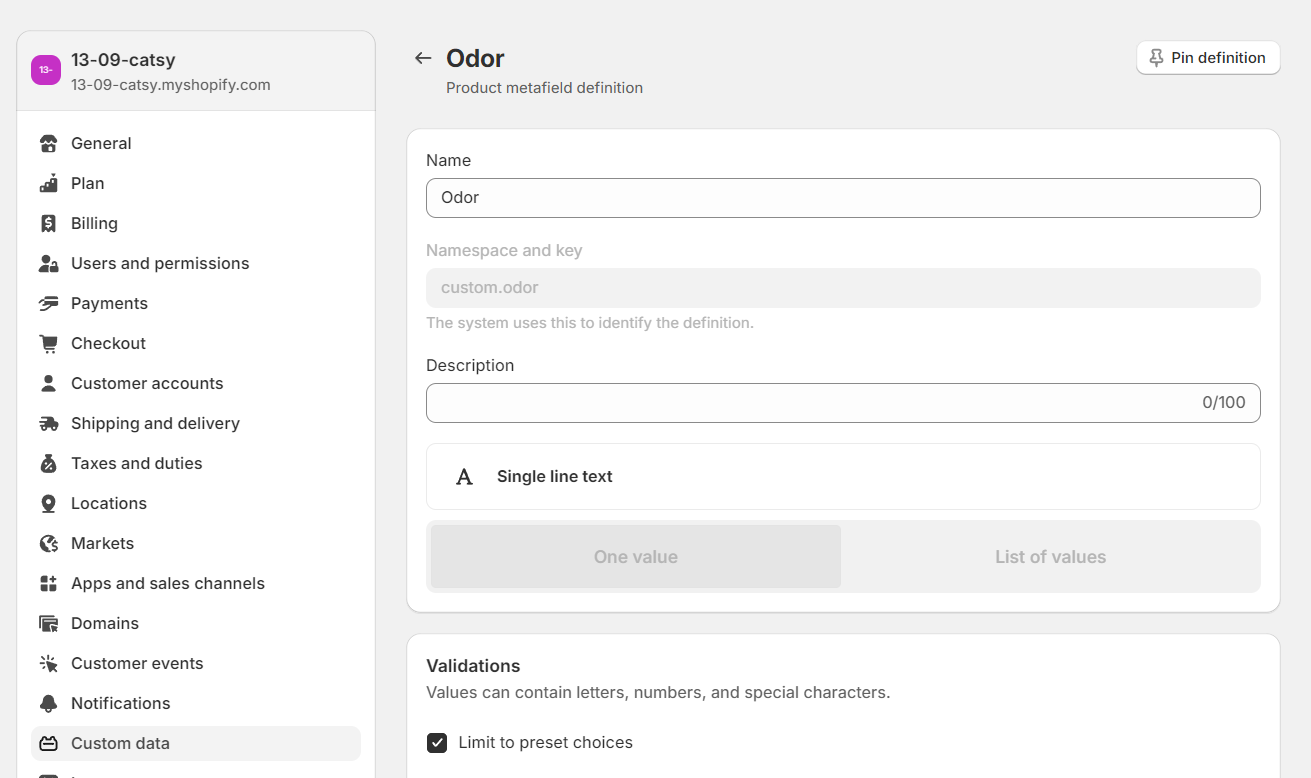 13-
13-09-catsy
13-09-catsy.myshopify.com
General
Plan
Billing
Users and permissions
Payments
Checkout
Customer accounts
Shipping and delivery
Taxes and duties
Locations
Markets
Apps and sales channels
Domains
Customer events
Notifications
Custom data
Odor
Product metafield definition
Pin definition
Name
Odor
Namespace and key
custom.odor
The system uses this to identify the definition.
Description
0/100
A Single line text
One value
List of values
Validations
Values can contain letters, numbers, and special characters.
Limit to preset choices